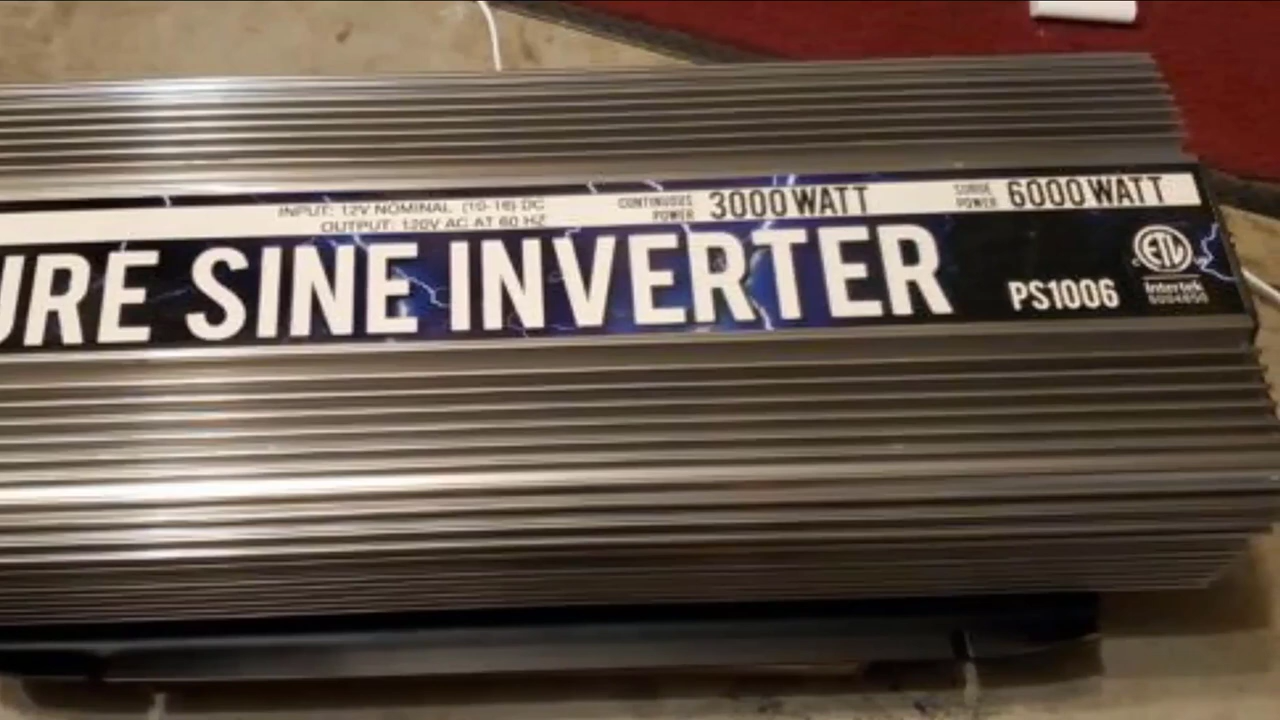 INPUT: 12V NOMINAL (10-16) DC
OUTPUT: 120V AC AT 60 HZ
CONTINUOUS POWER 3000 WATT
SURGE POWER 6000 WATT
URE SINE INVERTER
PS1006
ETL
Intertek
5004850